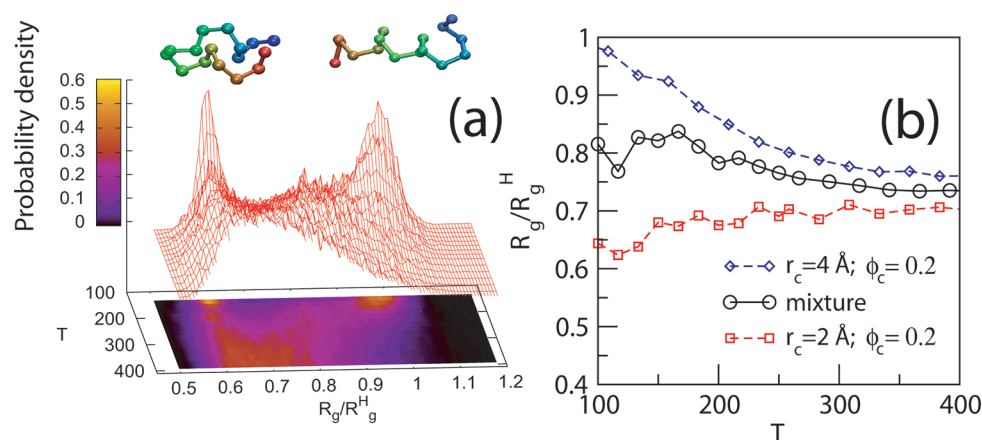 Probability density
0.6
0.5
0.4
0.3
0.2
0.1
0
(a)
100
200
300
400
T
0.5 0.6 0.7 0.8 0.9 1 1.1 1.2
R_g/R^H_g
(b)
1
0.9
0.8
0.7
0.6
0.5
0.4
R_g/R_g^H
r_c=4 Å; ϕ_c= 0.2
mixture
r_c=2 Å; ϕ_c= 0.2
100 200 300 400
T